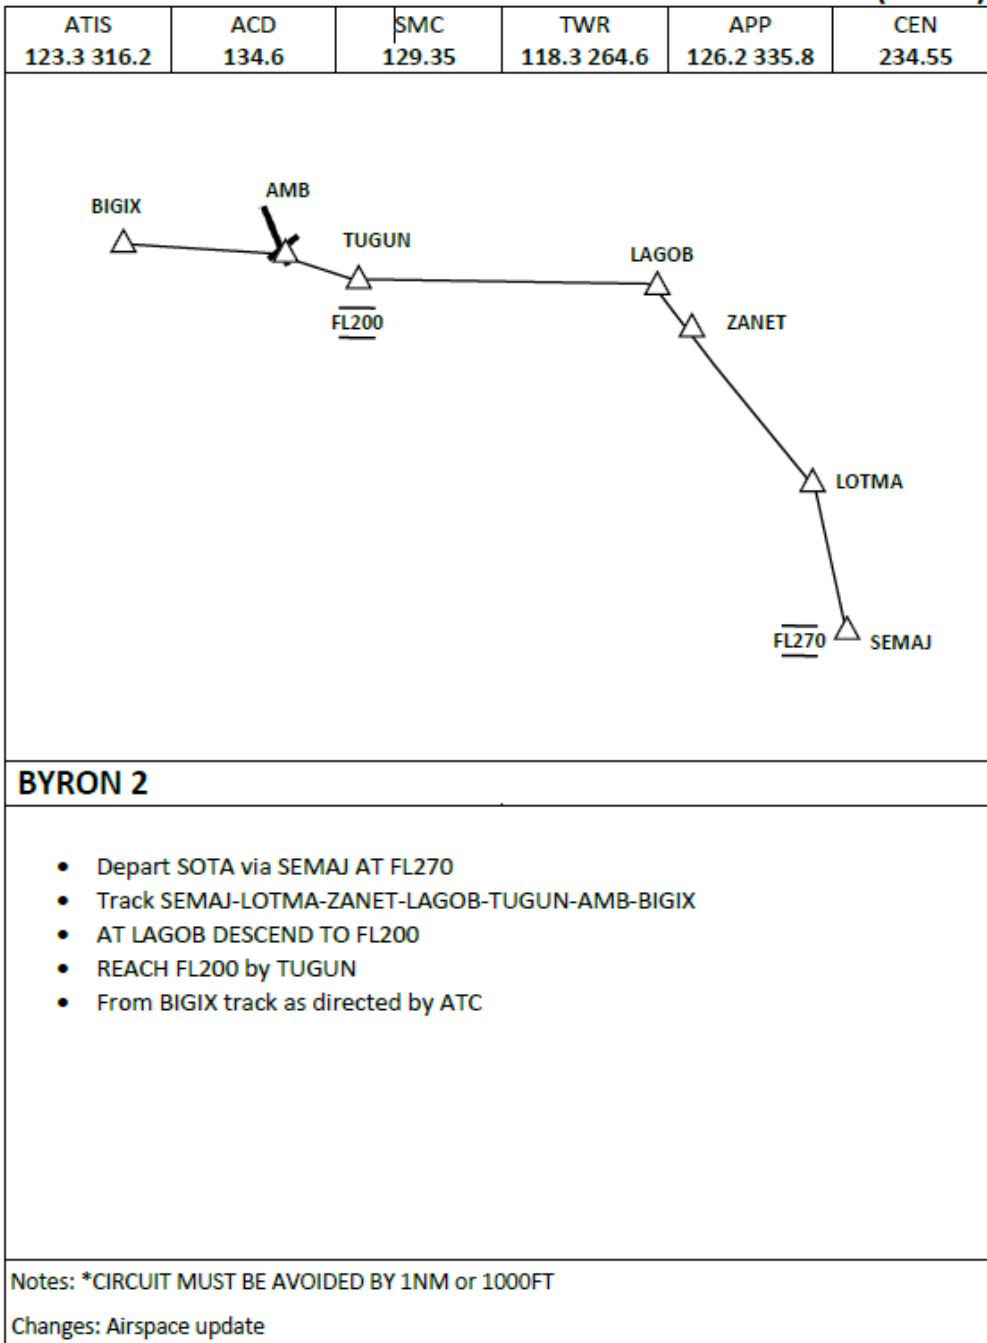 ATIS ACD SMC TWR APP CEN
123.3 316.2 134.6 129.35 118.3 264.6 126.2 335.8 234.55
AMB
BIGIX
TUGUN
LAGOB
FL200
ZANET
LOTMA
FL270
SEMAJ
BYRON 2
• Depart SOTA via SEMAJ AT FL270
• Track SEMAJ-LOTMA-ZANET-LAGOB-TUGUN-AMB-BIGIX
• AT LAGOB DESCEND TO FL200
• REACH FL200 by TUGUN
• From BIGIX track as directed by ATC
Notes: *CIRCUIT MUST BE AVOIDED BY 1NM or 1000FT
Changes: Airspace update